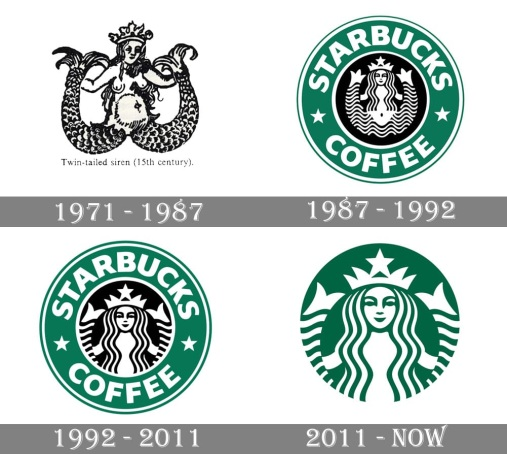 Twin-tailed siren (15th century).
STARBUCKS
COFFEE
1971 - 1987
1987 - 1992
STARBUCKS
COFFEE
1992 - 2011
2011 - NOW